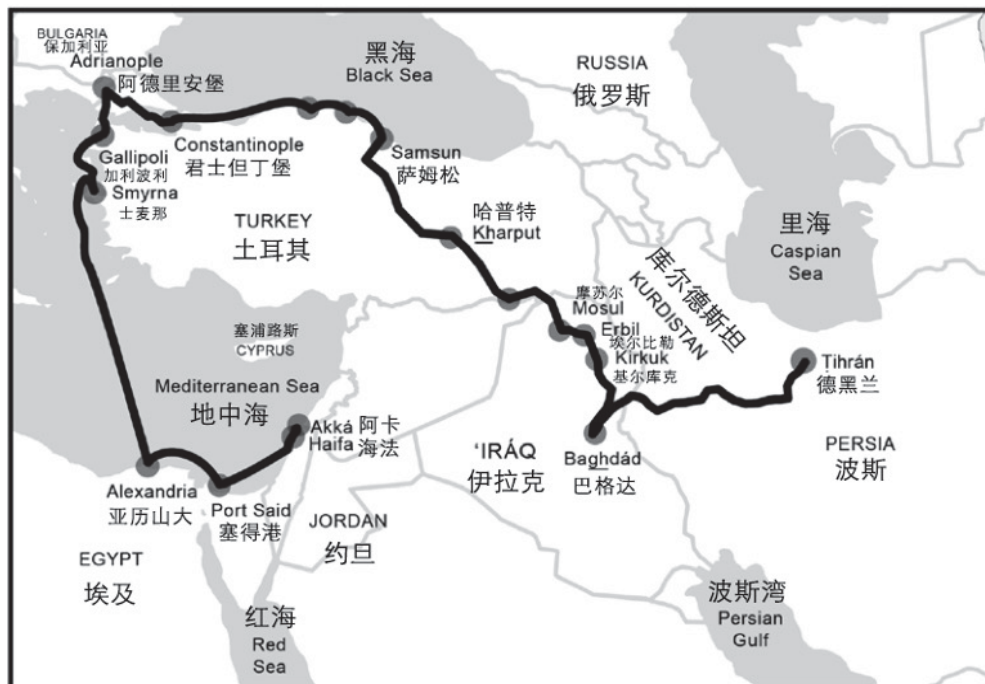 BULGARIA
保加利亚
Adrianople
阿德里安堡
黑海
Black Sea
RUSSIA
俄罗斯
Constantinople
君士但丁堡
Gallipoli
加利波利
Smyrna
士麦那
Samsun
萨姆松
TURKEY
土耳其
哈普特
Kharput
里海
Caspian
Sea
库尔德斯坦
KURDISTAN
摩苏尔
Mosul
Erbil
埃尔比勒
Kirkuk
基尔库克
Ṭihrán
德黑兰
塞浦路斯
CYPRUS
Mediterranean Sea
地中海
Akká 阿卡
Haifa 海法
‘IRÁQ
伊拉克
Baghdád
巴格达
PERSIA
波斯
Alexandria
亚历山大
Port Said
塞得港
JORDAN
约旦
EGYPT
埃及
红海
Red
Sea
波斯湾
Persian
Gulf